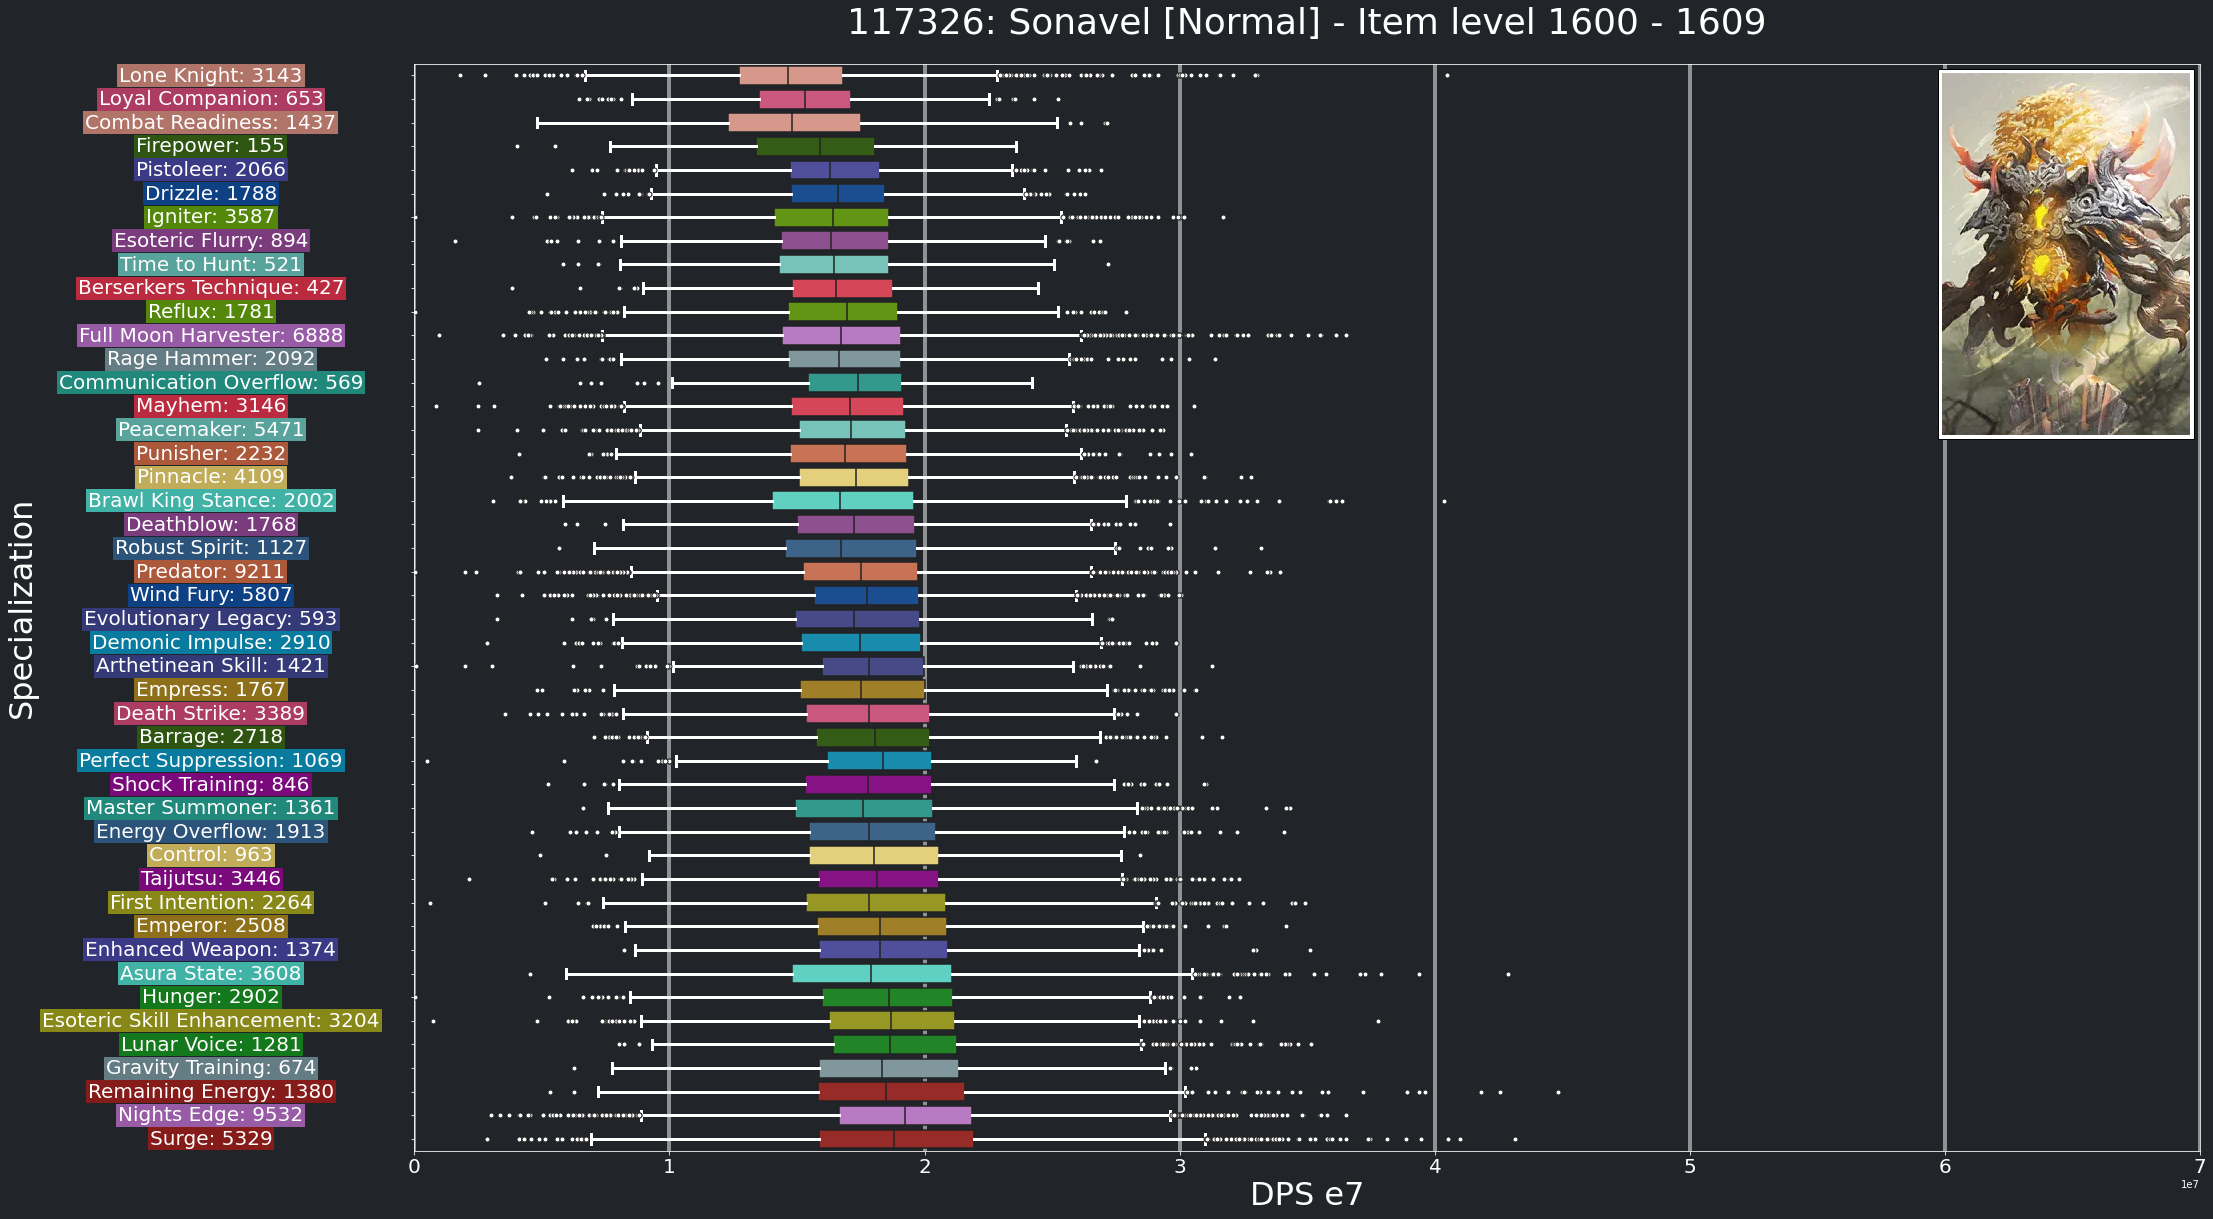 117326: Sonavel [Normal] - Item level 1600 - 1609
Specialization
Lone Knight: 3143
Loyal Companion: 653
Combat Readiness: 1437
Firepower: 155
Pistoleer: 2066
Drizzle: 1788
Igniter: 3587
Esoteric Flurry: 894
Time to Hunt: 521
Berserkers Technique: 427
Reflux: 1781
Full Moon Harvester: 6888
Rage Hammer: 2092
Communication Overflow: 569
Mayhem: 3146
Peacemaker: 5471
Punisher: 2232
Pinnacle: 4109
Brawl King Stance: 2002
Deathblow: 1768
Robust Spirit: 1127
Predator: 9211
Wind Fury: 5807
Evolutionary Legacy: 593
Demonic Impulse: 2910
Arthetinean Skill: 1421
Empress: 1767
Death Strike: 3389
Barrage: 2718
Perfect Suppression: 1069
Shock Training: 846
Master Summoner: 1361
Energy Overflow: 1913
Control: 963
Taijutsu: 3446
First Intention: 2264
Emperor: 2508
Enhanced Weapon: 1374
Asura State: 3608
Hunger: 2902
Esoteric Skill Enhancement: 3204
Lunar Voice: 1281
Gravity Training: 674
Remaining Energy: 1380
Nights Edge: 9532
Surge: 5329
0 1 2 3 4 5 6 7
1e7
DPS e7